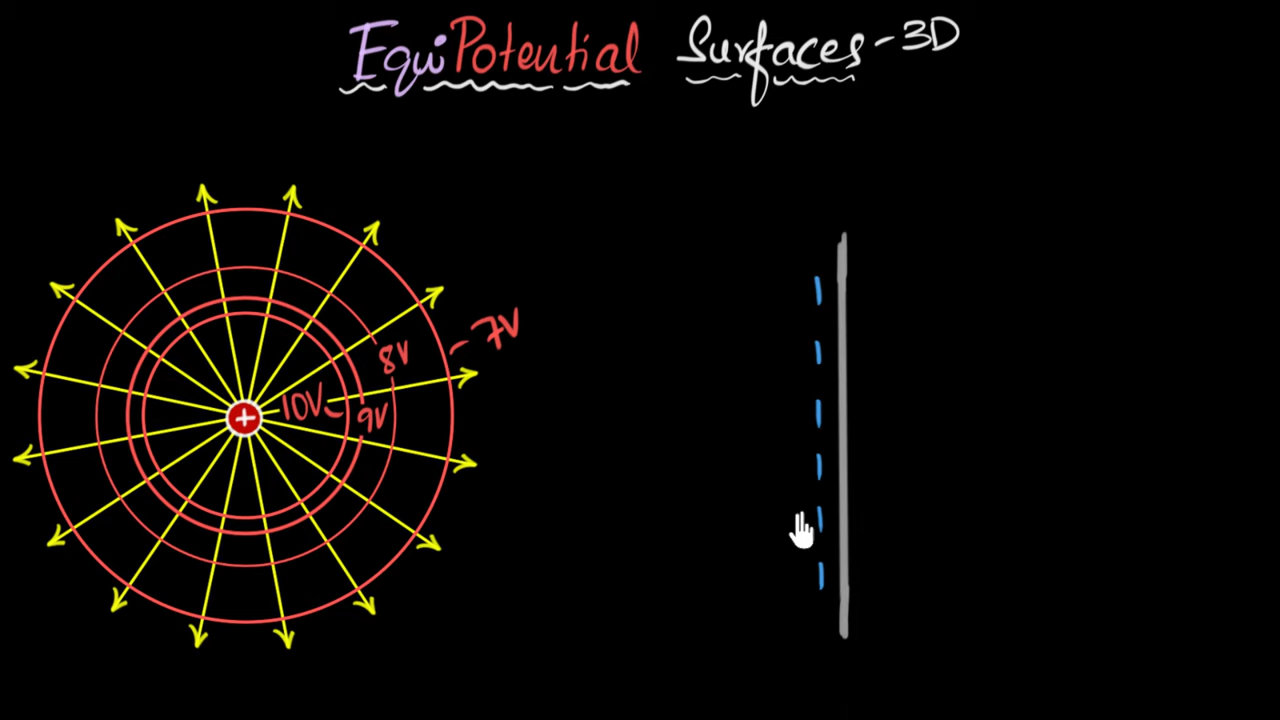 EquiPotential Surfaces - 3D
- 7V
8V
10V -
9V
+